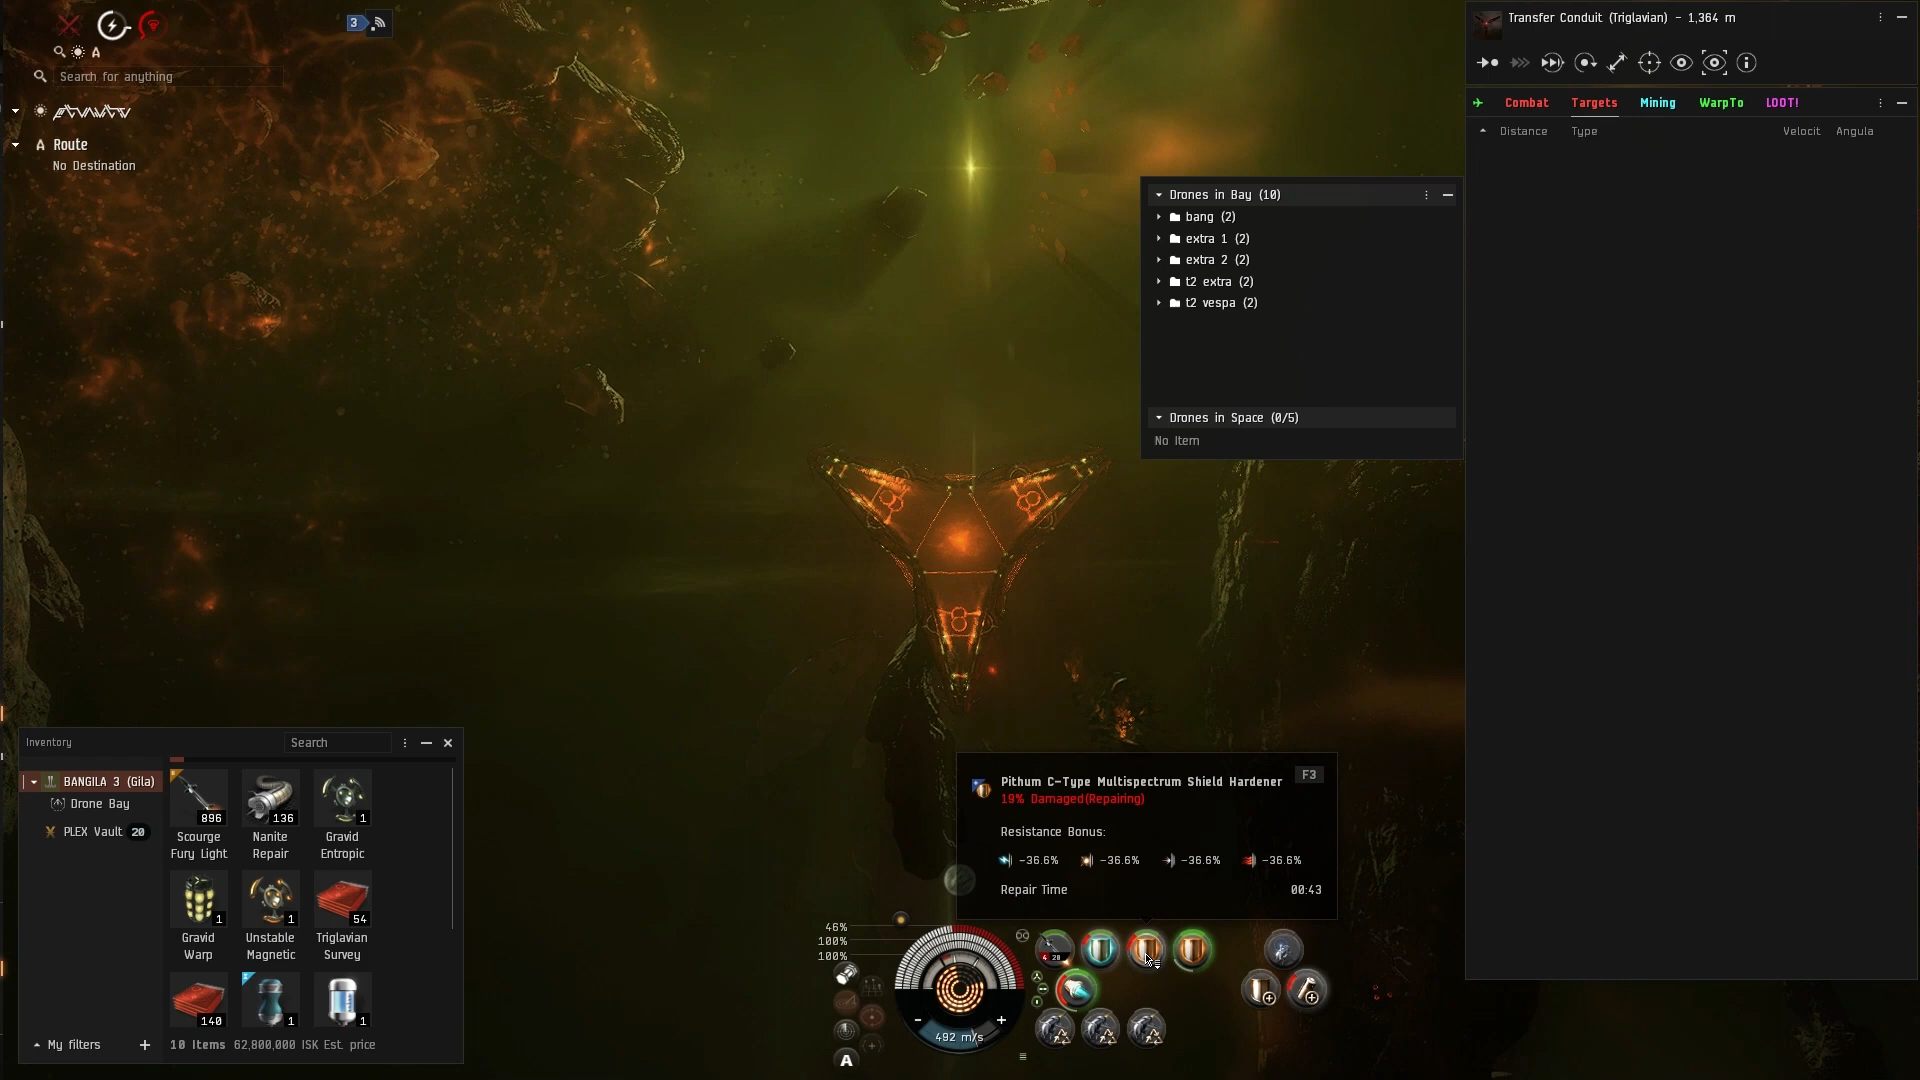 3
A
Search for anything
A Route
No Destination
Transfer Conduit (Triglavian) - 1,364 m
Combat Targets Mining WarpTo LOOT!
Distance Type Velocit Angula
Drones in Bay (10)
bang (2)
extra 1 (2)
extra 2 (2)
t2 extra (2)
t2 vespa (2)
Drones in Space (0/5)
No Item
Inventory
Search
BANGILA 3 (Gila)
Drone Bay
PLEX Vault 20
896 136 1
Scourge Nanite Gravid
Fury Light Repair Entropic
1 1 54
Gravid Unstable Triglavian
Warp Magnetic Survey
140 1 1
My filters +
10 Items 62,800,000 ISK Est. price
Pithum C-Type Multispectrum Shield Hardener F3
19% Damaged(Repairing)
Resistance Bonus:
-36.6% -36.6% -36.6% -36.6%
Repair Time 00:43
46%
100%
100%
4 20
- +
492 m/s
A